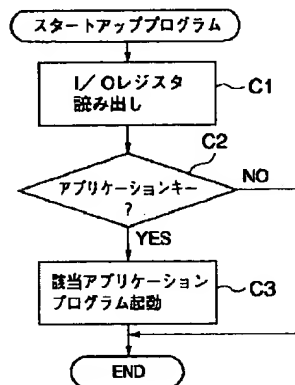 スタートアッププログラム
I/Oレジスタ
読み出し
C1
C2
アプリケーションキー
?
NO
YES
該当アプリケーション
プログラム起動
C3
END